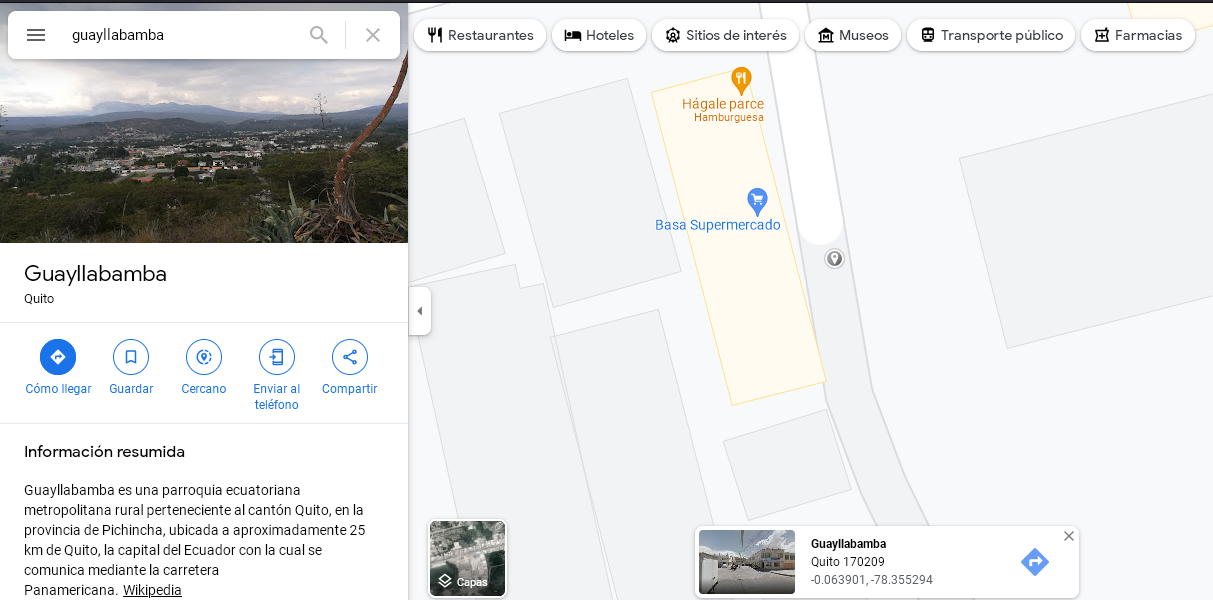 guayllabamba
Restaurantes
Hoteles
Sitios de interés
Museos
Transporte público
Farmacias
Guayllabamba
Quito
Cómo llegar
Guardar
Cercano
Enviar al
teléfono
Compartir
Información resumida
Guayllabamba es una parroquia ecuatoriana
metropolitana rural perteneciente al cantón Quito, en la
provincia de Pichincha, ubicada a aproximadamente 25
km de Quito, la capital del Ecuador con la cual se
comunica mediante la carretera
Panamericana. Wikipedia
Hágale parce
Hamburguesa
Basa Supermercado
Capas
Guayllabamba
Quito 170209
-0.063901, -78.355294